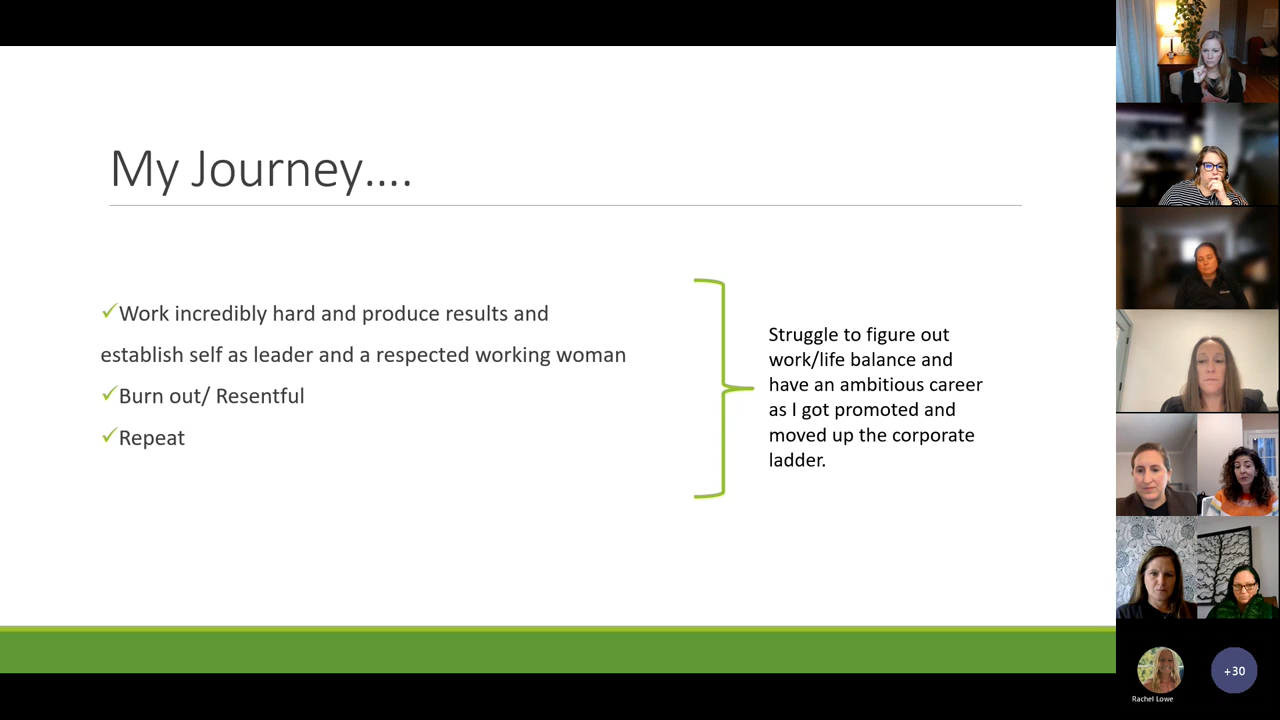 My Journey....
✓Work incredibly hard and produce results and
establish self as leader and a respected working woman
✓Burn out/ Resentful
✓Repeat
Struggle to figure out
work/life balance and
have an ambitious career
as I got promoted and
moved up the corporate
ladder.
Rachel Lowe
+30